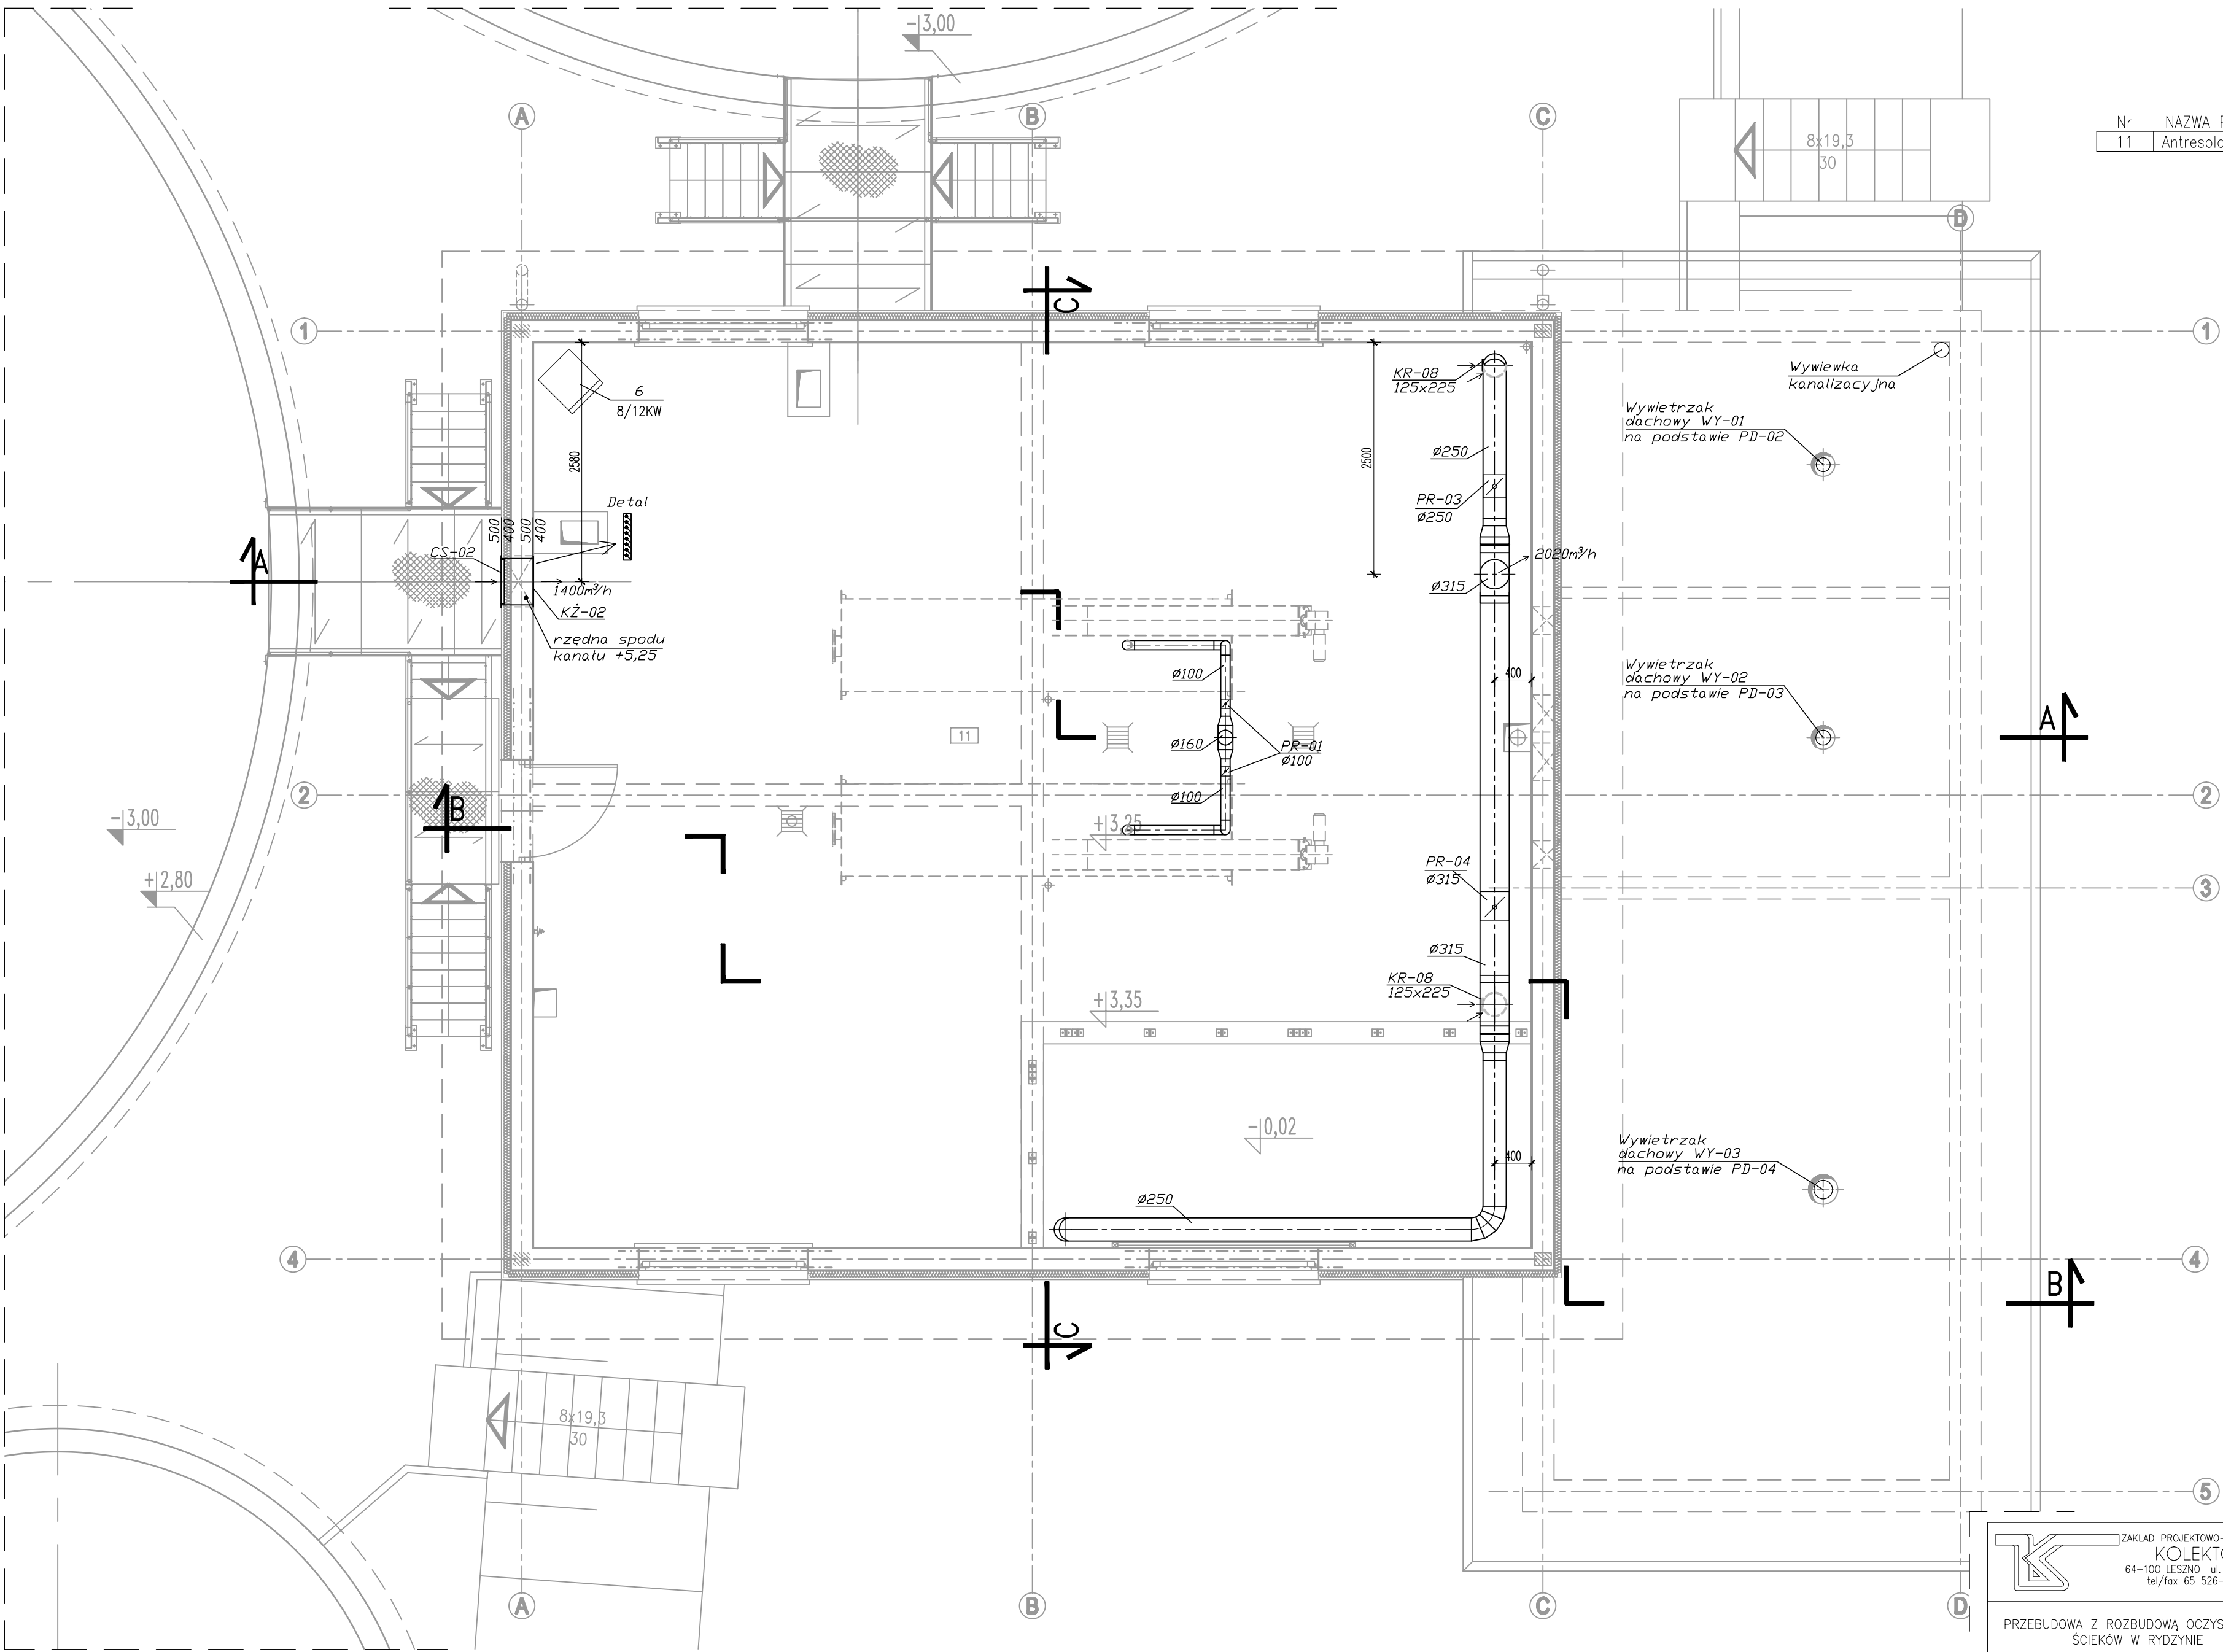 -3,00
A
B
C
8x19,3
30
Nr NAZWA
11 Antresol
D
1
1
KR-08
125x225
Wywiewka
kanalizacyjna
6
8/12KW
Wywietrzak
dachowy WY-01
na podstawie PD-02
2580
2500
Ø250
PR-03
Ø250
Detal
500
400
500
400
CS-02
A
1400m³/h
KŻ-02
rzędna spodu
kanału +5,25
2020m³/h
Ø315
C
Wywietrzak
dachowy WY-02
na podstawie PD-03
400
Ø100
11
Ø160
PR-01
Ø100
Ø100
A
2
2
B
-3,00
+3,25
+2,80
PR-04
Ø315
3
Ø315
KR-08
125x225
+3,35
-0,02
Wywietrzak
dachowy WY-03
na podstawie PD-04
400
Ø250
4
4
B
C
8x19,3
30
5
A
B
C
D
ZAKŁAD PROJEKTOWO-
KOLEKTO
64-100 LESZNO ul.
tel/fax 65 526-
PRZEBUDOWA Z ROZBUDOWĄ OCZYS
ŚCIEKÓW W RYDZYNIE